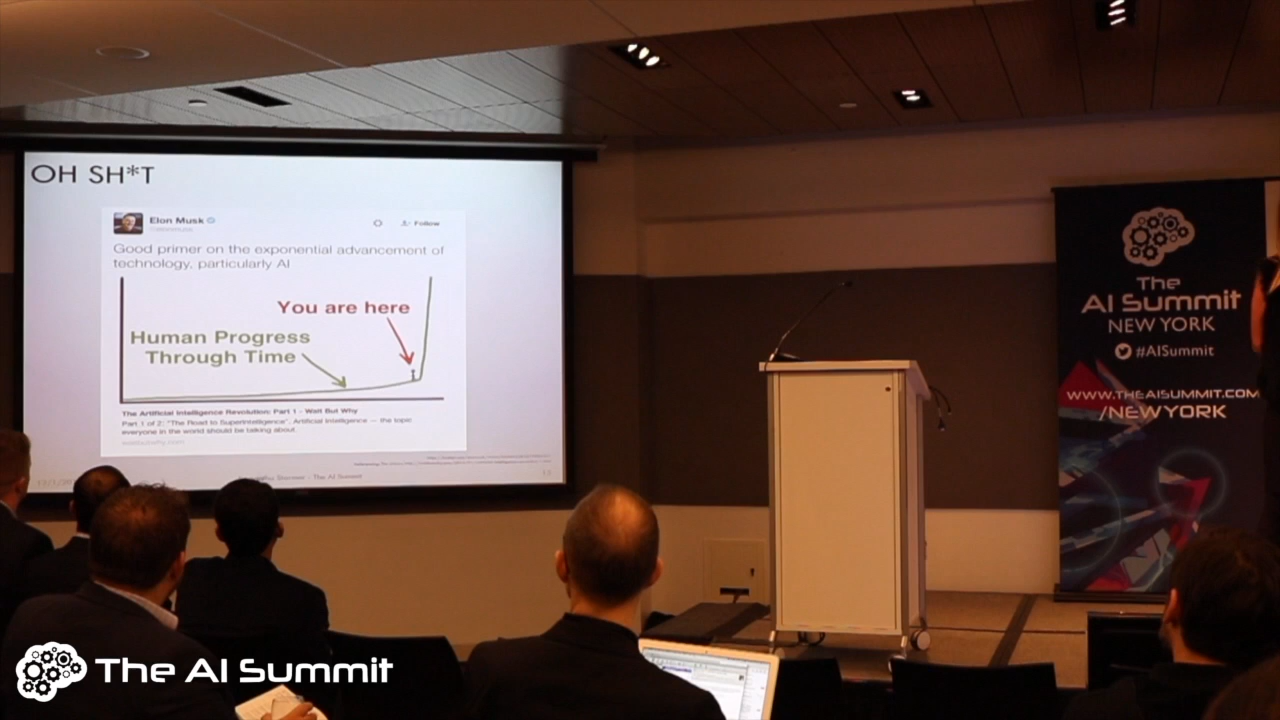 OH SH*T
Elon Musk
Follow
Good primer on the exponential advancement of
technology, particularly AI
You are here
Human Progress
Through Time
The Artificial Intelligence Revolution: Part 1 - Wait But Why
Part 1 of 2: "The Road to Superintelligence". Artificial Intelligence — the topic
everyone in the world should be talking about.
The AI Summit
The
AI Summit
NEW YORK
#AISummit
WWW.THEAISUMMIT.COM
/NEWYORK
The AI Summit